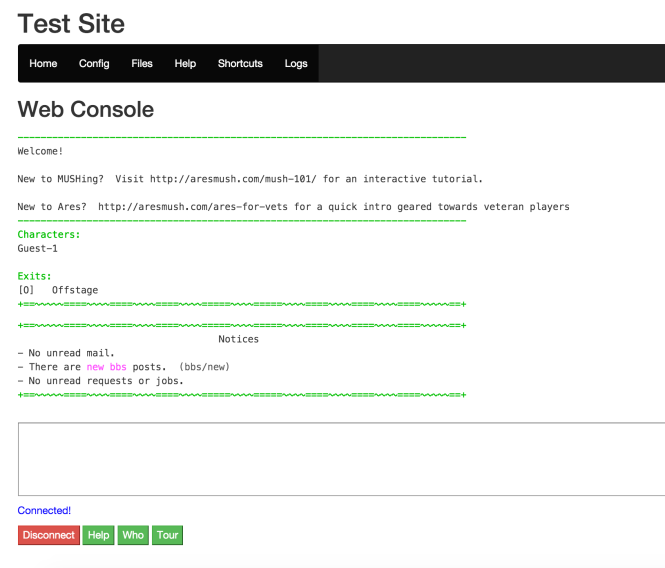 Test Site
Home Config Files Help Shortcuts Logs
Web Console
------------------------------------------------------------------------------
Welcome!
New to MUSHing?  Visit http://aresmush.com/mush-101/ for an interactive tutorial.
New to Ares?  http://aresmush.com/ares-for-vets for a quick intro geared towards veteran players
------------------------------------------------------------------------------
Characters:
Guest-1
Exits:
[O]   Offstage
+==~~~~~====~~~~====~~~~====~~~~=====~~~~=====~~~~====~~~~====~~~~====~~~~~==+
+==~~~~~====~~~~====~~~~====~~~~=====~~~~=====~~~~====~~~~====~~~~====~~~~~==+
Notices
- No unread mail.
- There are new bbs posts.  (bbs/new)
- No unread requests or jobs.
+==~~~~~====~~~~====~~~~====~~~~=====~~~~=====~~~~====~~~~====~~~~====~~~~~==+
Connected!
Disconnect Help Who Tour